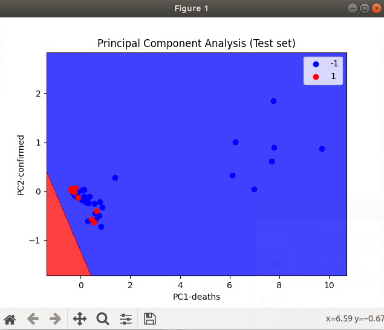 Figure 1
Principal Component Analysis (Test set)
-1
1
PC2-confirmed
2
1
0
−1
0
2
4
6
8
10
PC1-deaths
x=6.59 y=−0.67